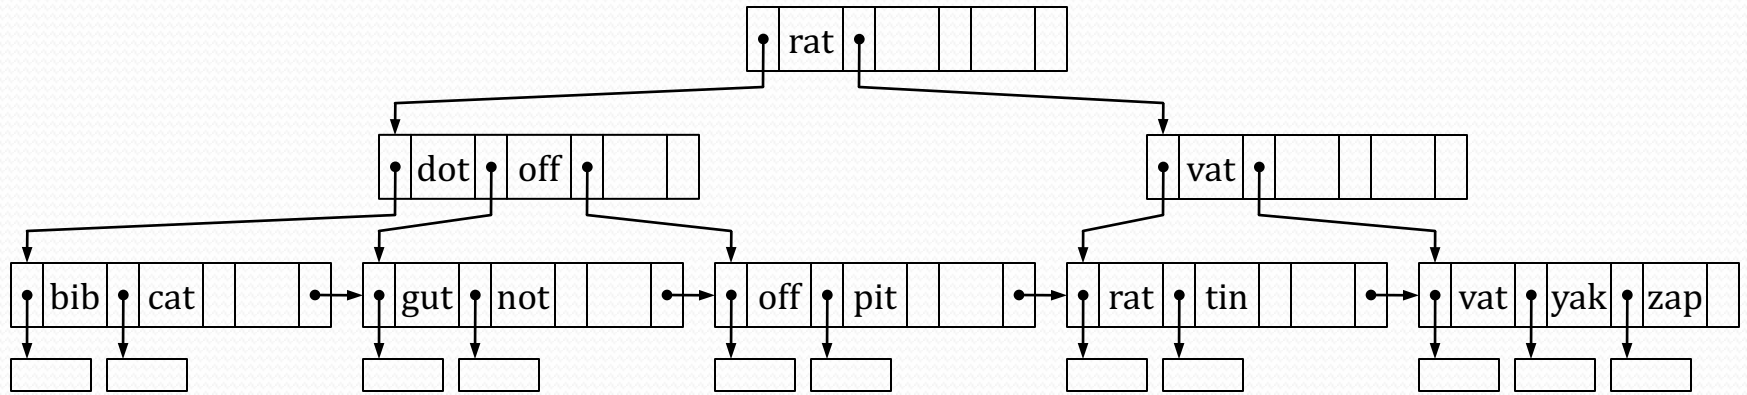 rat
dot off vat
bib cat gut not off pit rat tin vat yak zap